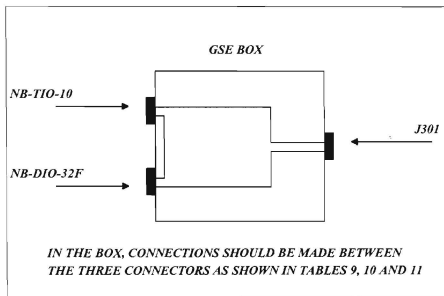 GSE BOX
NB-TIO-10
J301
NB-DIO-32F
IN THE BOX, CONNECTIONS SHOULD BE MADE BETWEEN
THE THREE CONNECTORS AS SHOWN IN TABLES 9, 10 AND 11